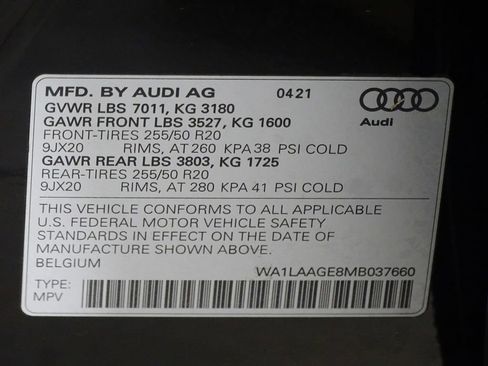 MFD. BY AUDI AG 0421
GVWR LBS 7011, KG 3180
GAWR FRONT LBS 3527, KG 1600
FRONT-TIRES 255/50 R20
9JX20 RIMS, AT 260 KPA 38 PSI COLD
GAWR REAR LBS 3803, KG 1725
REAR-TIRES 255/50 R20
9JX20 RIMS, AT 280 KPA 41 PSI COLD
Audi
THIS VEHICLE CONFORMS TO ALL APPLICABLE
U.S. FEDERAL MOTOR VEHICLE SAFETY
STANDARDS IN EFFECT ON THE DATE OF
MANUFACTURE SHOWN ABOVE.
BELGIUM WA1LAAGE8MB037660
TYPE:
MPV